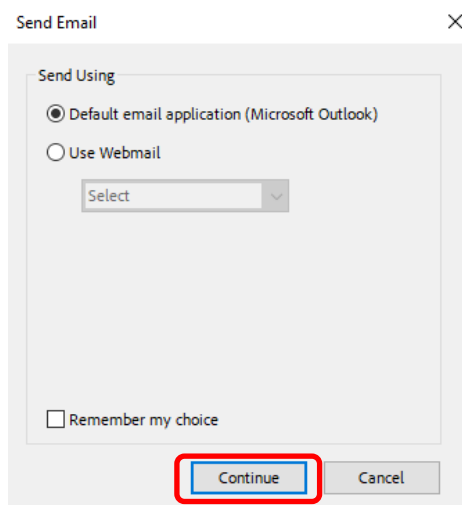 Send Email
Send Using
Default email application (Microsoft Outlook)
Use Webmail
Select
Remember my choice
Continue
Cancel